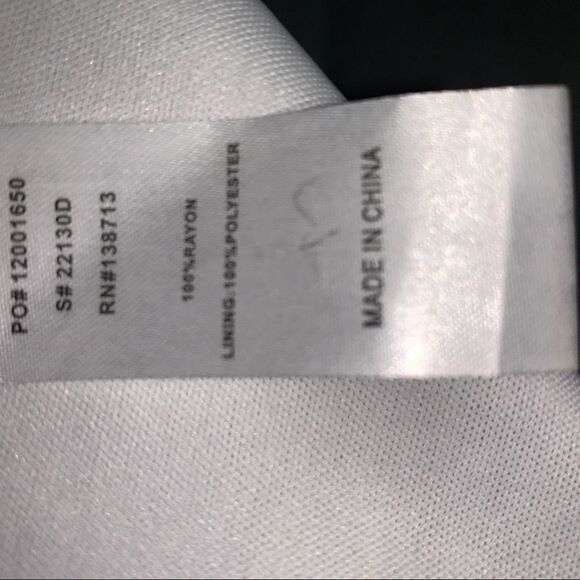 PO# 12001650
S# 22130D
RN#138713
100%RAYON
LINING:100%POLYESTER
MADE IN CHINA